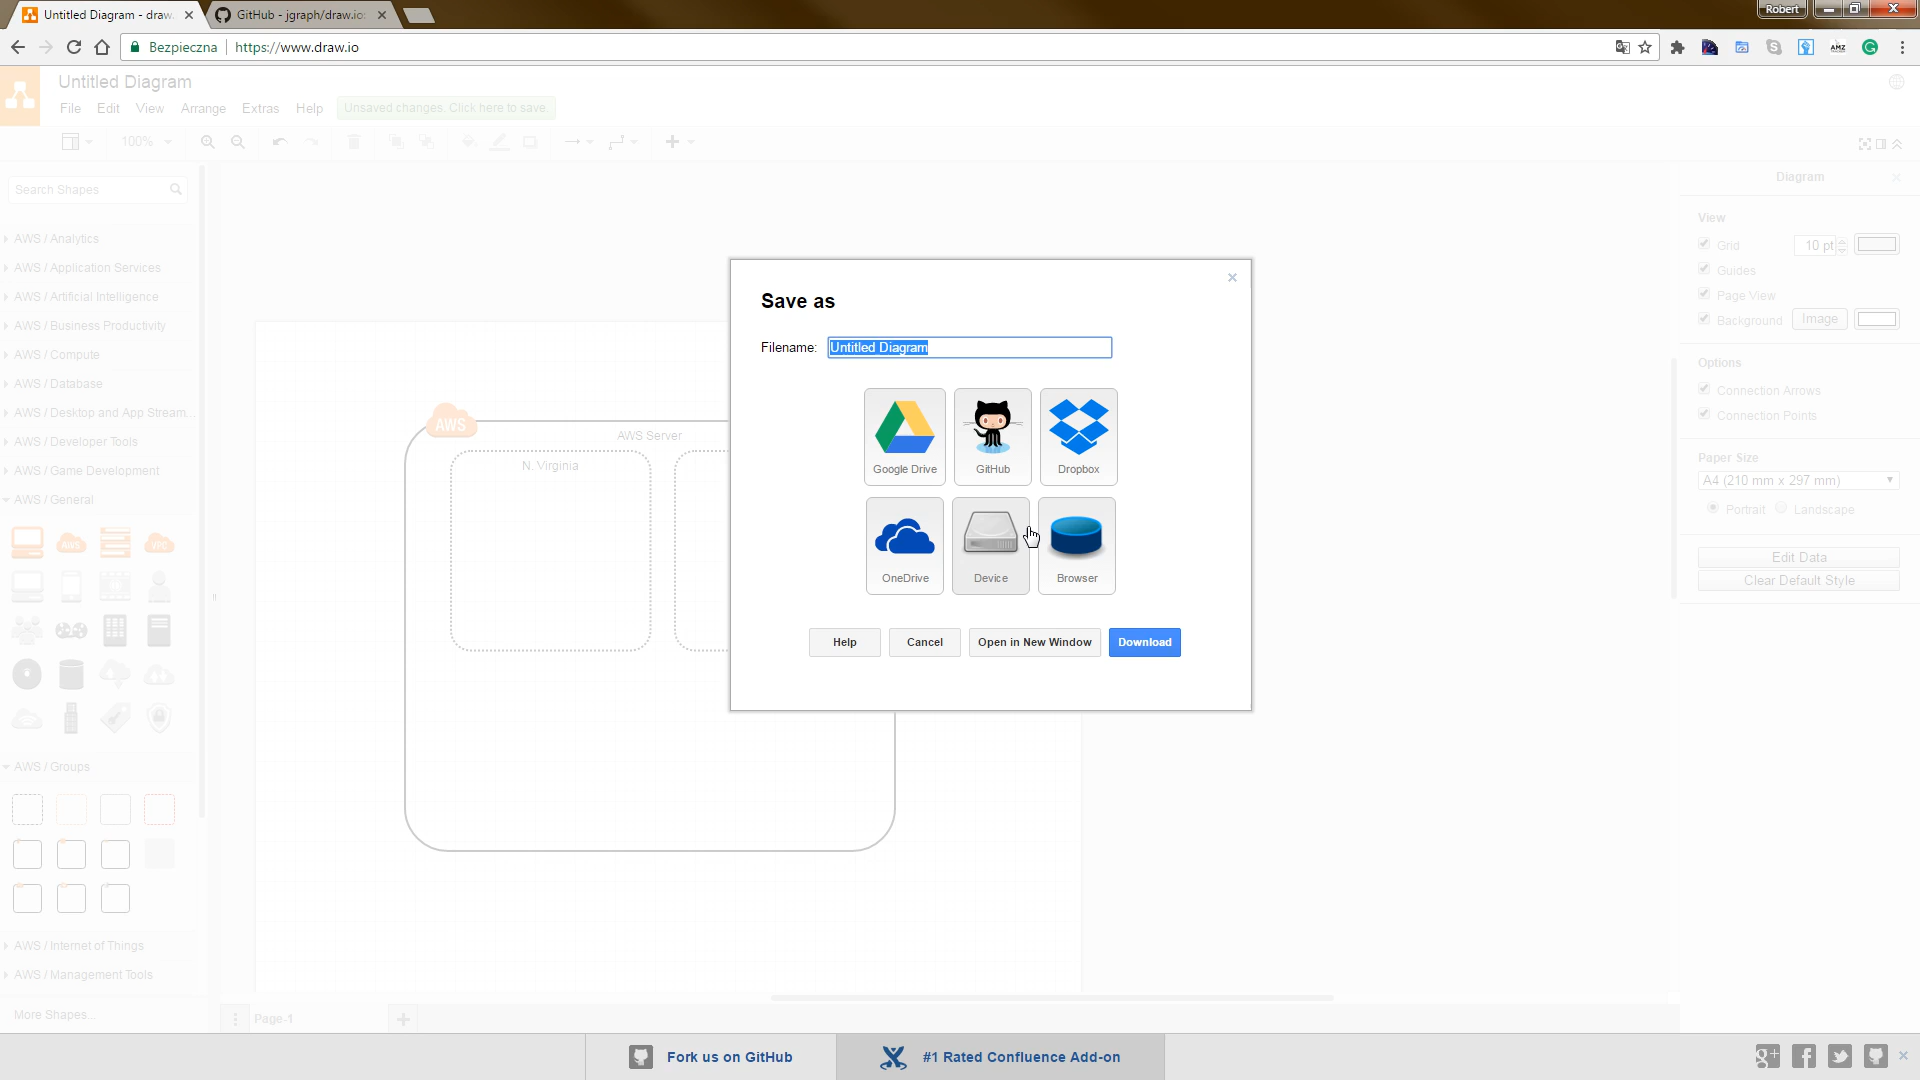 Untitled Diagram - draw.
GitHub - jgraph/draw.io:
Robert
Bezpieczna
https://www.draw.io
AMZ
Untitled Diagram
File Edit View Arrange Extras Help
Unsaved changes. Click here to save.
100%
Search Shapes
AWS / Analytics
AWS / Application Services
AWS / Artificial Intelligence
AWS / Business Productivity
AWS / Compute
AWS / Database
AWS / Desktop and App Stream...
AWS / Developer Tools
AWS / Game Development
AWS / General
AWS
VPC
AWS / Groups
AWS / Internet of Things
AWS / Management Tools
More Shapes...
AWS
AWS Server
N. Virginia
Save as
Filename: Untitled Diagram
Google Drive
GitHub
Dropbox
OneDrive
Device
Browser
Help
Cancel
Open in New Window
Download
Diagram
View
Grid
10 pt
Guides
Page View
Background
Image
Options
Connection Arrows
Connection Points
Paper Size
A4 (210 mm x 297 mm)
Portrait
Landscape
Edit Data
Clear Default Style
Page-1
Fork us on GitHub
#1 Rated Confluence Add-on